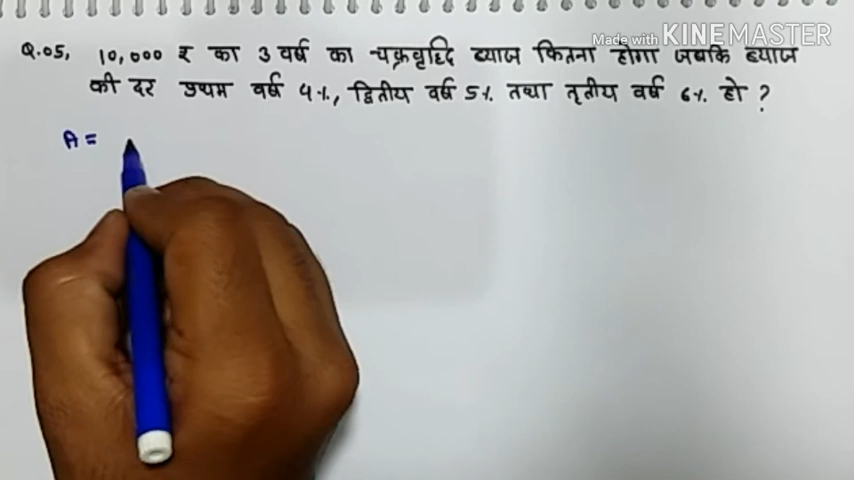 Made with KINEMASTER
Q.05, 10,000 ₹ का 3 वर्ष का चक्रवृद्धि ब्याज कितना होगा जबकि ब्याज
की दर प्रथम वर्ष 4%, द्वितीय वर्ष 5% तथा तृतीय वर्ष 6% हो ?
A =